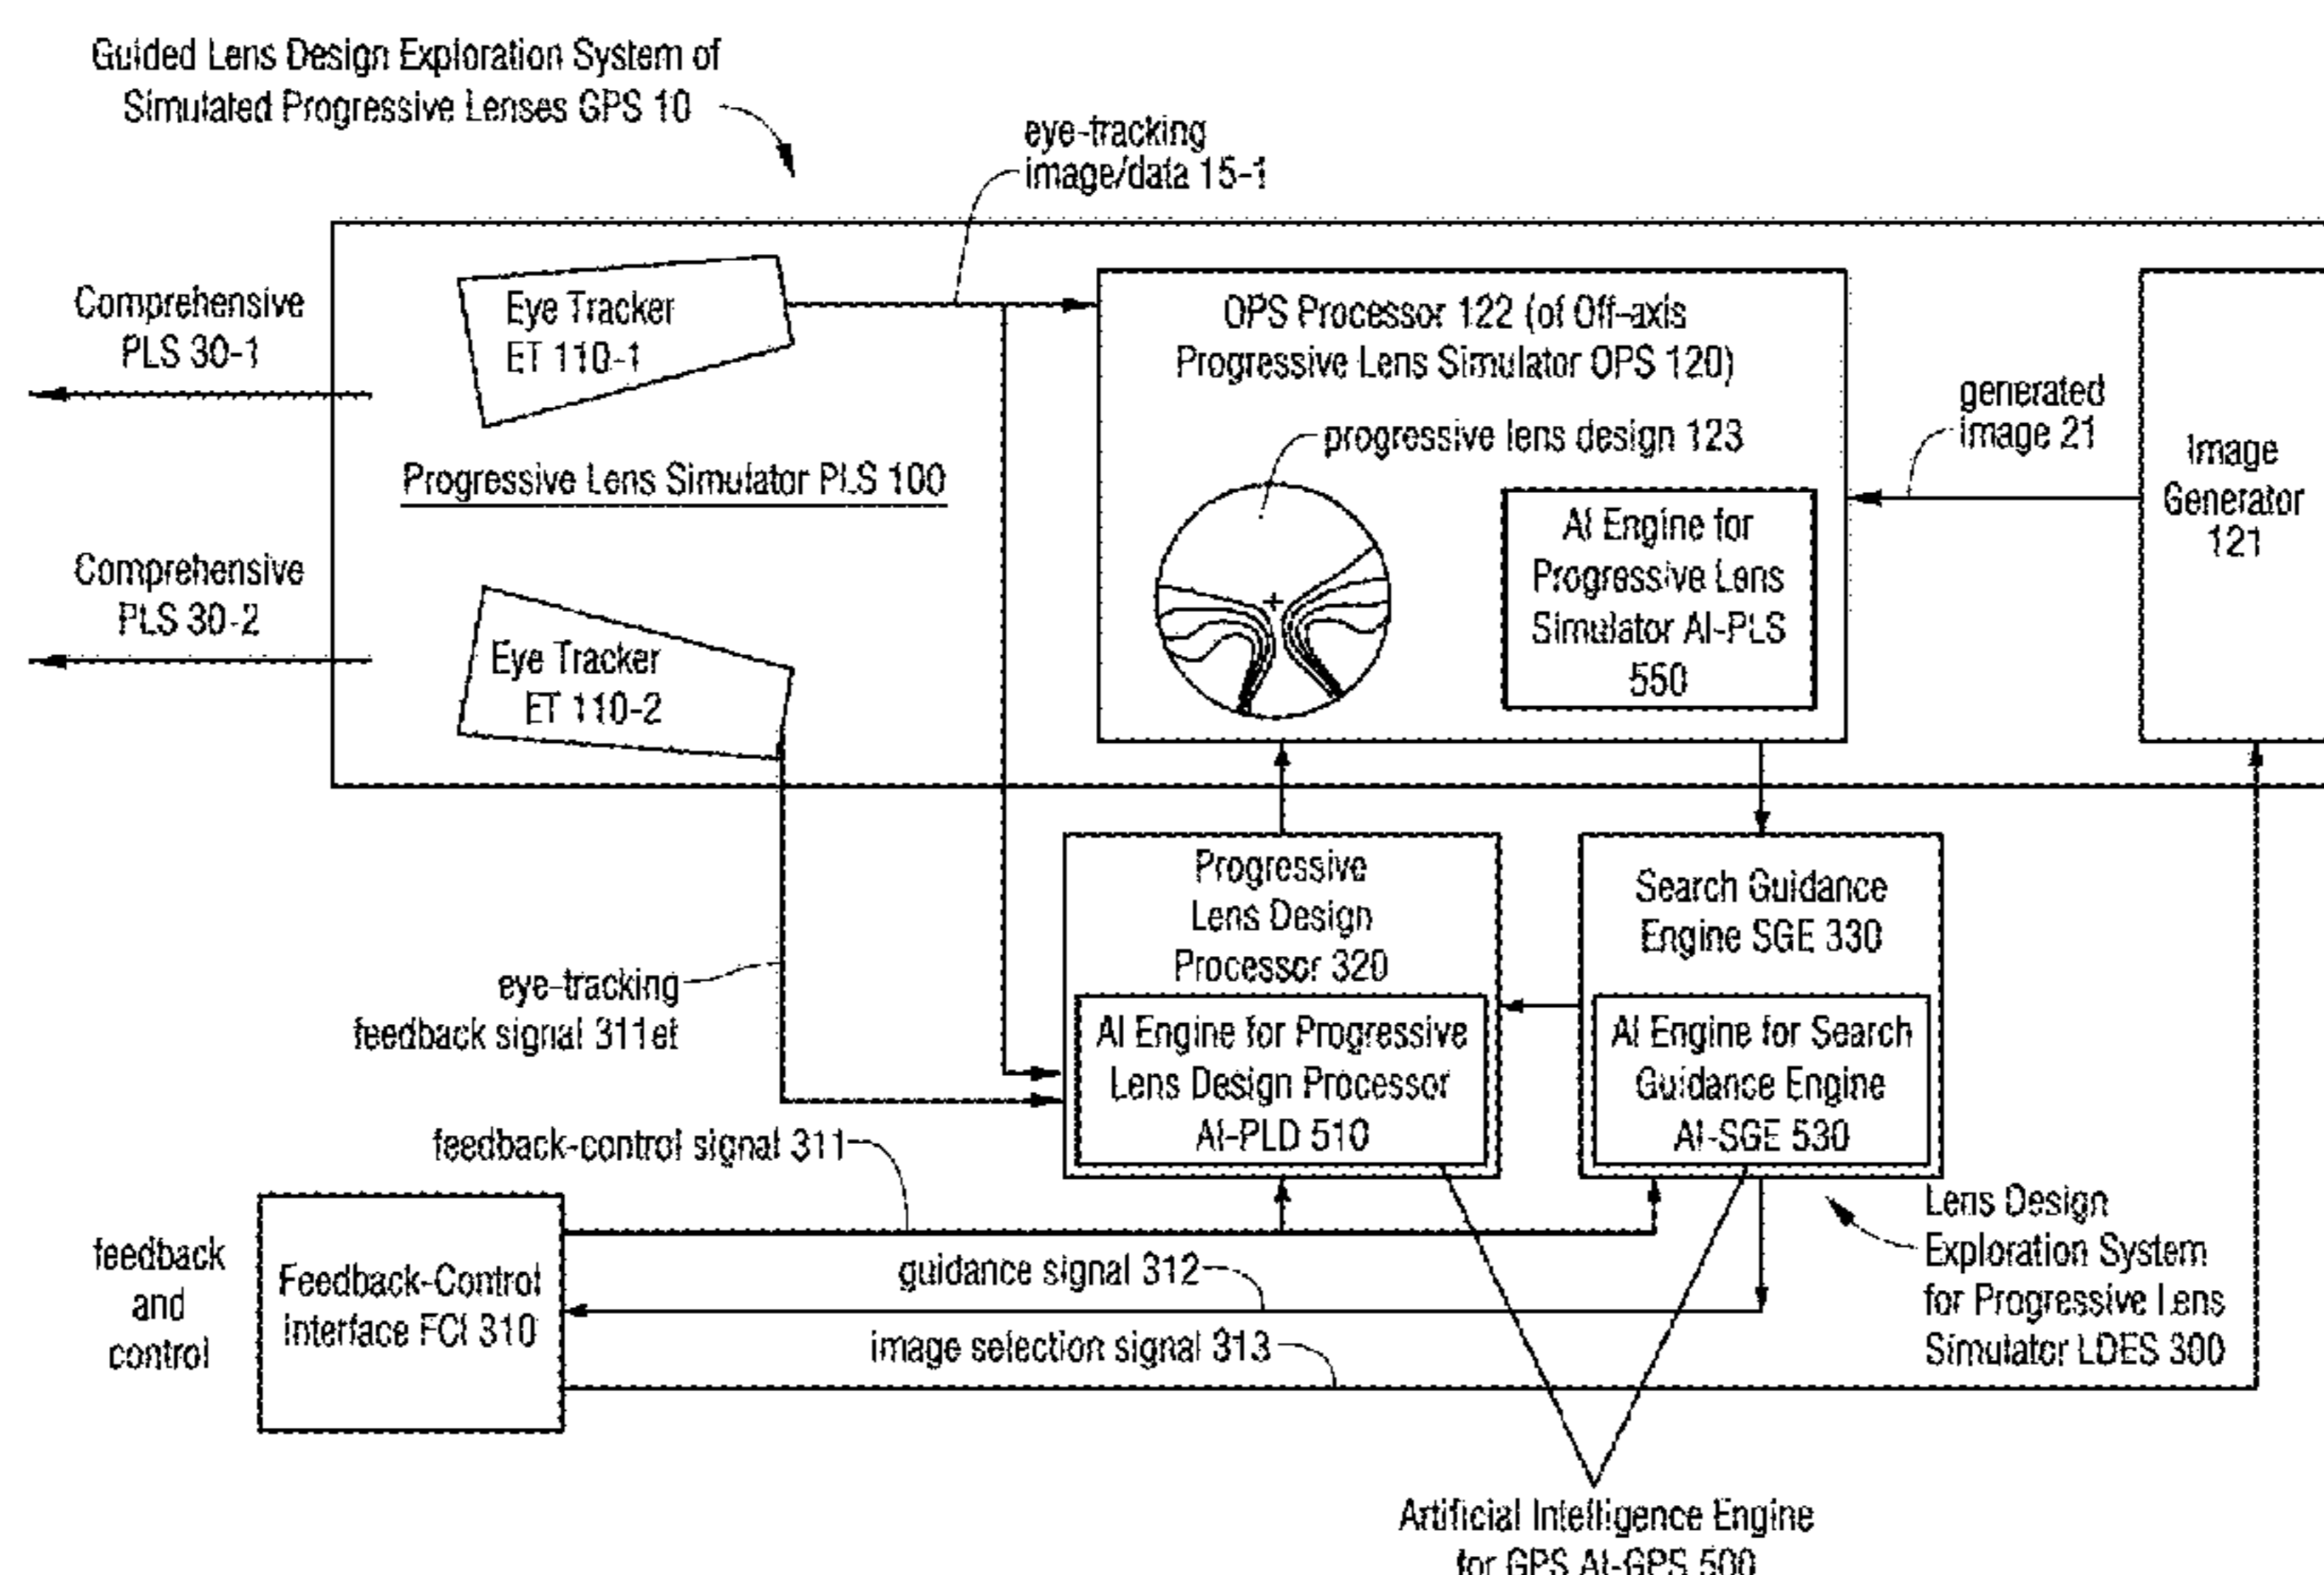 Guided Lens Design Exploration System of
Simulated Progressive Lenses GPS 10
eye-tracking
image/data 15-1
Comprehensive
PLS 30-1
Eye Tracker
ET 110-1
OPS Processor 122 (of Off-axis
Progressive Lens Simulator OPS 120)
progressive lens design 123
generated
image 21
Image
Generator
121
Progressive Lens Simulator PLS 100
AI Engine for
Progressive Lens
Simulator AI-PLS
550
Comprehensive
PLS 30-2
Eye Tracker
ET 110-2
Progressive
Lens Design
Processor 320
Search Guidance
Engine SGE 330
eye-tracking
feedback signal 311et
AI Engine for Progressive
Lens Design Processor
AI-PLD 510
AI Engine for Search
Guidance Engine
AI-SGE 530
feedback-control signal 311
Lens Design
Exploration System
for Progressive Lens
Simulator LDES 300
feedback
and
control
Feedback-Control
interface FCI 310
guidance signal 312
image selection signal 313
Artificial Intelligence Engine
for GPS AI-GPS 500